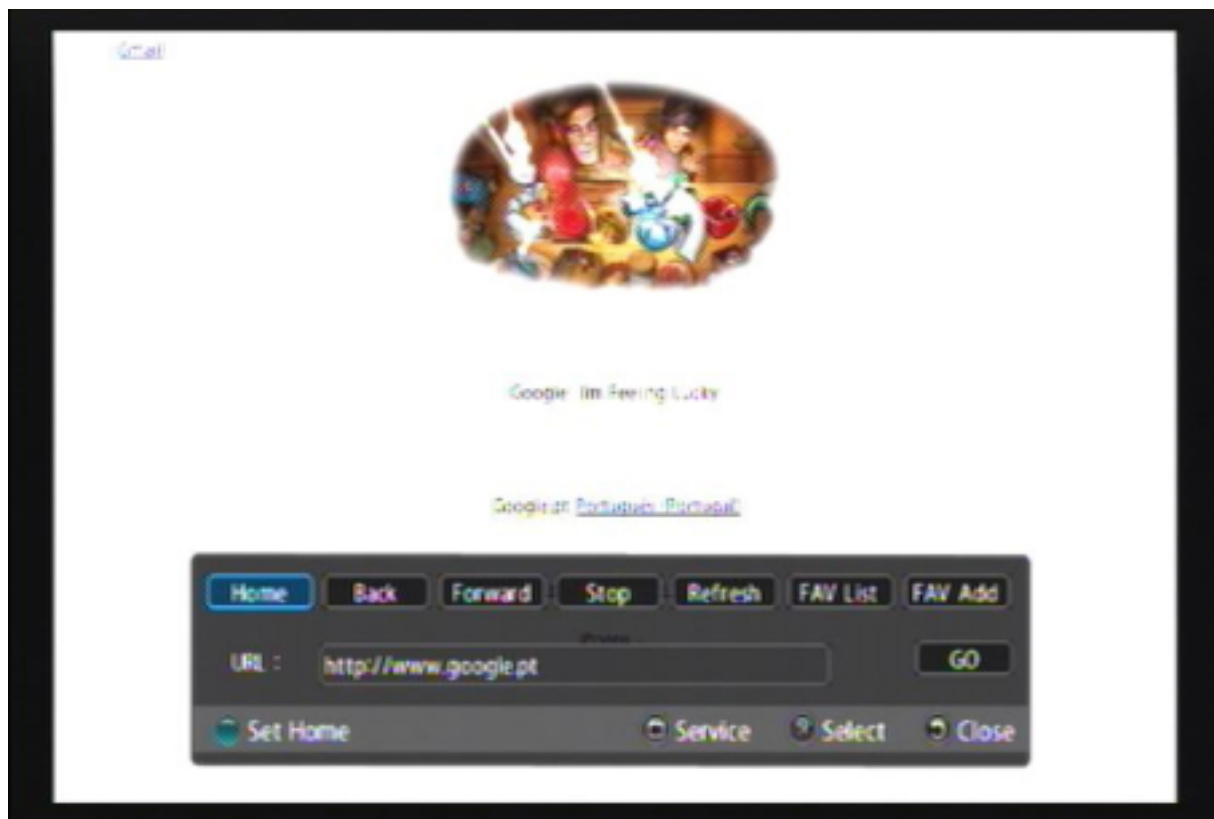 Gmail
Google I'm Feeling Lucky
Google.pt Português (Portugal)
Home Back Forward Stop Refresh FAV List FAV Add
URL : http://www.google.pt GO
Set Home Service Select Close